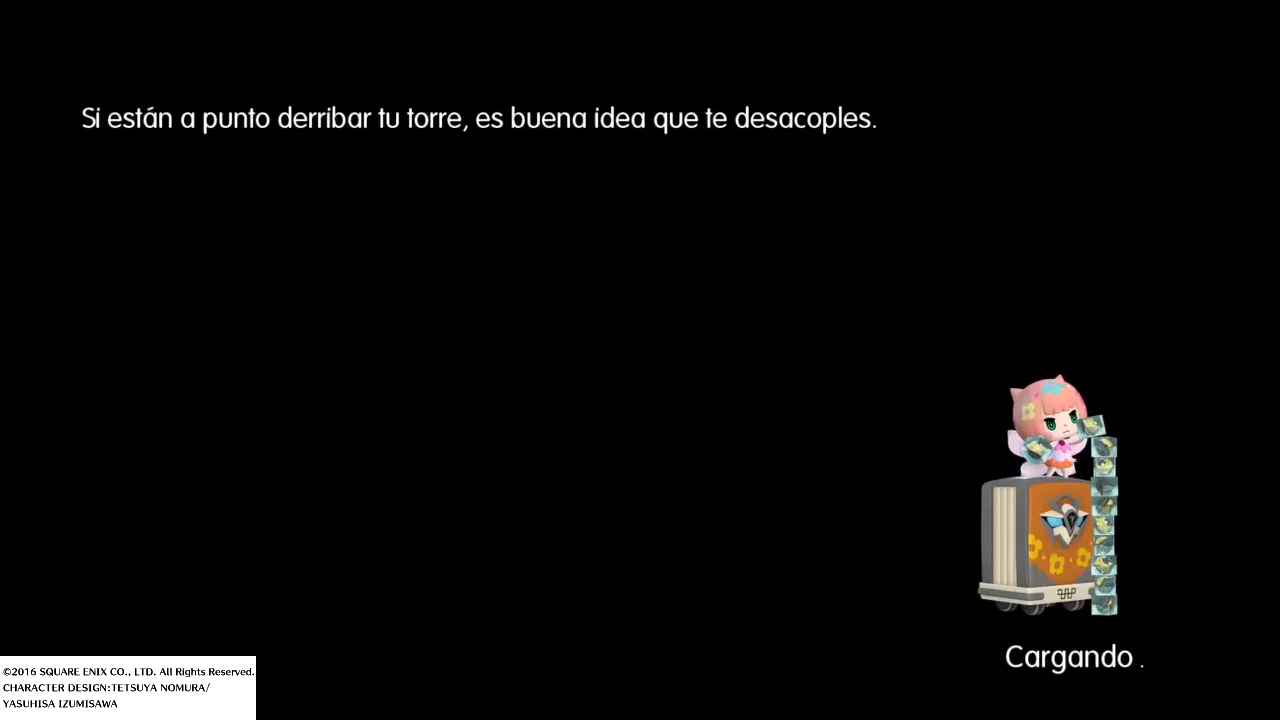 Si están a punto derribar tu torre, es buena idea que te desacoples.
Cargando .
©2016 SQUARE ENIX CO., LTD. All Rights Reserved.
CHARACTER DESIGN:TETSUYA NOMURA/
YASUHISA IZUMISAWA